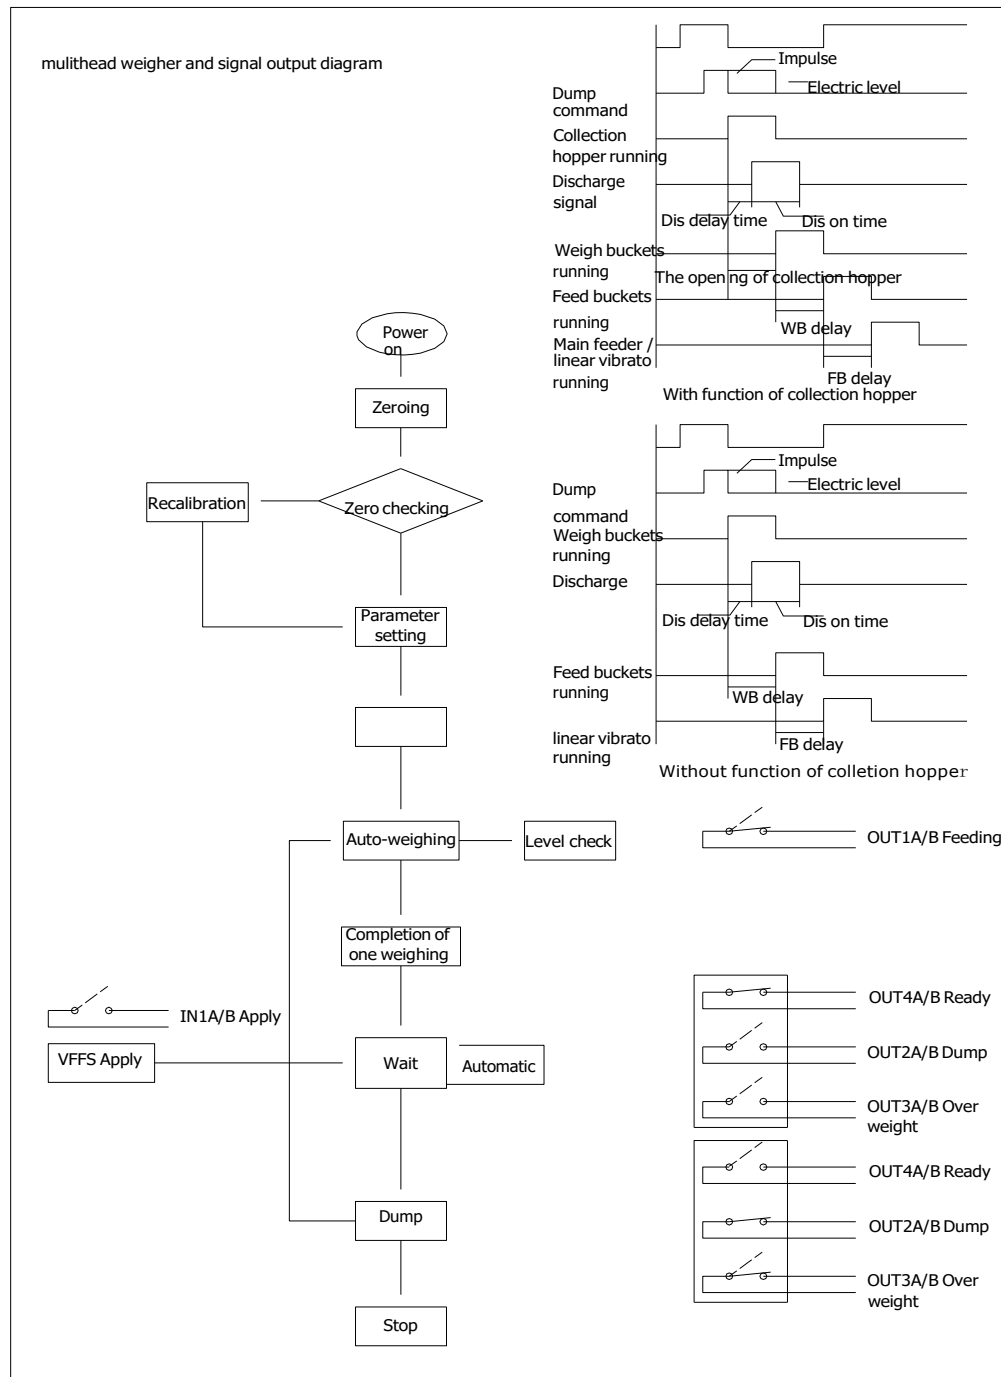 mulithead weigher and signal output diagram
Impulse
Electric level
Dump
command
Collection
hopper running
Discharge
signal
Dis delay time
Dis on time
Weigh buckets
running
The open ng of collection hopper
Feed buckets
running
WB delay
Main feeder /
linear vibrato
running
FB delay
With function of collection hopper
Power
on
Zeroing
Recalibration
Zero checking
Parameter
setting
Impulse
Electric level
Dump
command
Weigh buckets
running
Discharge
Dis delay time
Dis on time
Feed buckets
running
WB delay
linear vibrato
running
FB delay
Without function of colletion hopper
Auto-weighing
Level check
OUT1A/B Feeding
Completion of
one weighing
IN1A/B Apply
VFFS Apply
Wait
Automatic
OUT4A/B Ready
OUT2A/B Dump
OUT3A/B Over
weight
OUT4A/B Ready
Dump
OUT2A/B Dump
OUT3A/B Over
weight
Stop